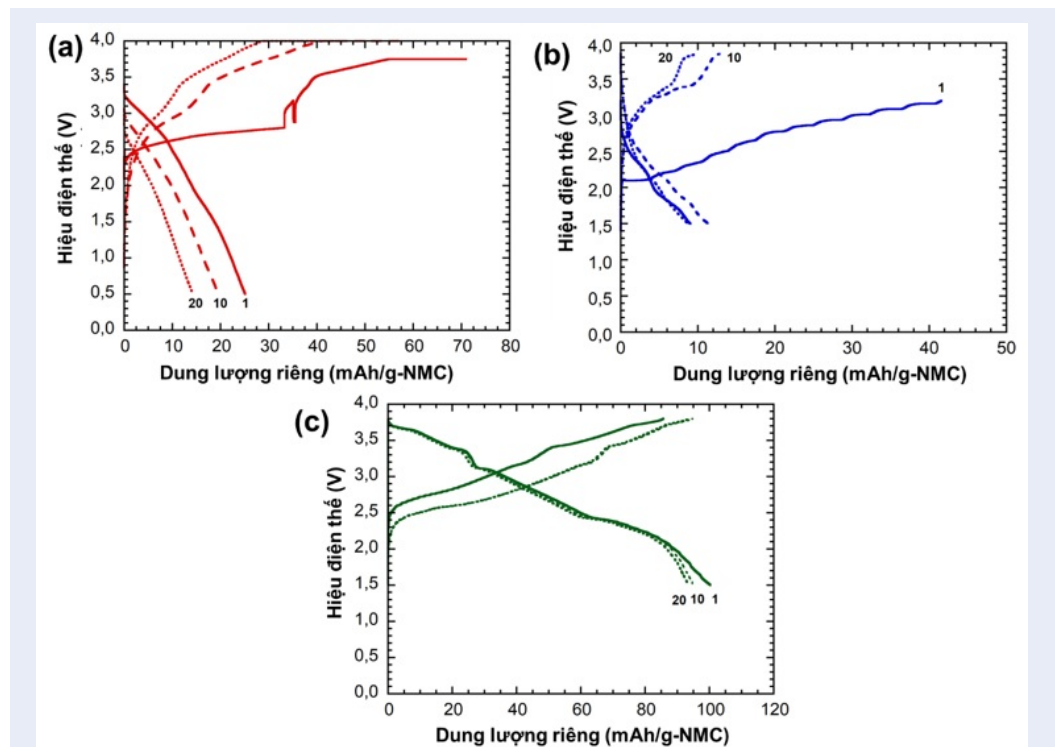 (a)
4,0
3,5
3,0
2,5
2,0
1,5
1,0
0,5
0,0
Hiệu điện thế (V)
20 10 1
0 10 20 30 40 50 60 70 80
Dung lượng riêng (mAh/g-NMC)
(b)
4,0
3,5
3,0
2,5
2,0
1,5
1,0
0,5
0,0
Hiệu điện thế (V)
20 10
1
0 10 20 30 40 50
Dung lượng riêng (mAh/g-NMC)
(c)
4,0
3,5
3,0
2,5
2,0
1,5
1,0
0,5
0,0
Hiệu điện thế (V)
20 10 1
0 20 40 60 80 100 120
Dung lượng riêng (mAh/g-NMC)